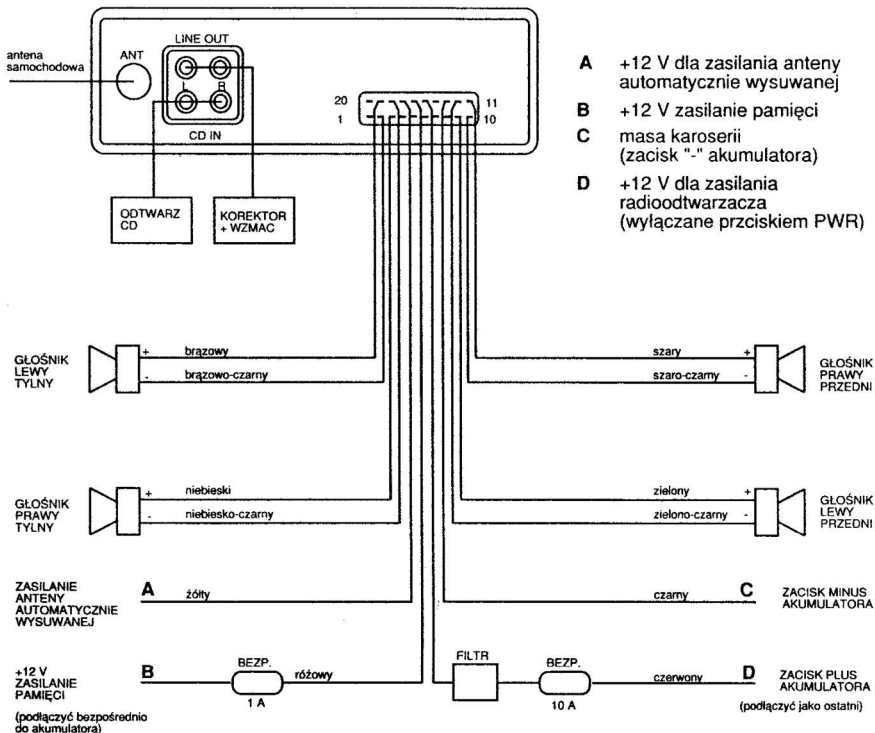 antena
samochodowa
ANT
LINE OUT
L R
CD IN
20 11
1 10
ODTWARZ
CD
KOREKTOR
+ WZMAC
A +12 V dla zasilania anteny
automatycznie wysuwanej
B +12 V zasilanie pamięci
C masa karoserii
(zacisk "-" akumulatora)
D +12 V dla zasilania
radioodtwarzacza
(wyłączane przciskiem PWR)
GŁOŚNIK
LEWY
TYLNY
+ brązowy
- brązowo-czarny
szary +
szaro-czarny -
GŁOŚNIK
PRAWY
PRZEDNI
GŁOŚNIK
PRAWY
TYLNY
+ niebieski
- niebiesko-czarny
zielony +
zielono-czarny -
GŁOŚNIK
LEWY
PRZEDNI
ZASILANIE
ANTENY
AUTOMATYCZNIE
WYSUWANEJ
A żółty
czarny C
ZACISK MINUS
AKUMULATORA
+12 V
ZASILANIE
PAMIĘCI
(podłączyć bezpośrednio
do akumulatora)
B
BEZP.
1 A
różowy
FILTR
BEZP.
10 A
czerwony D
ZACISK PLUS
AKUMULATORA
(podłączyć jako ostatni)